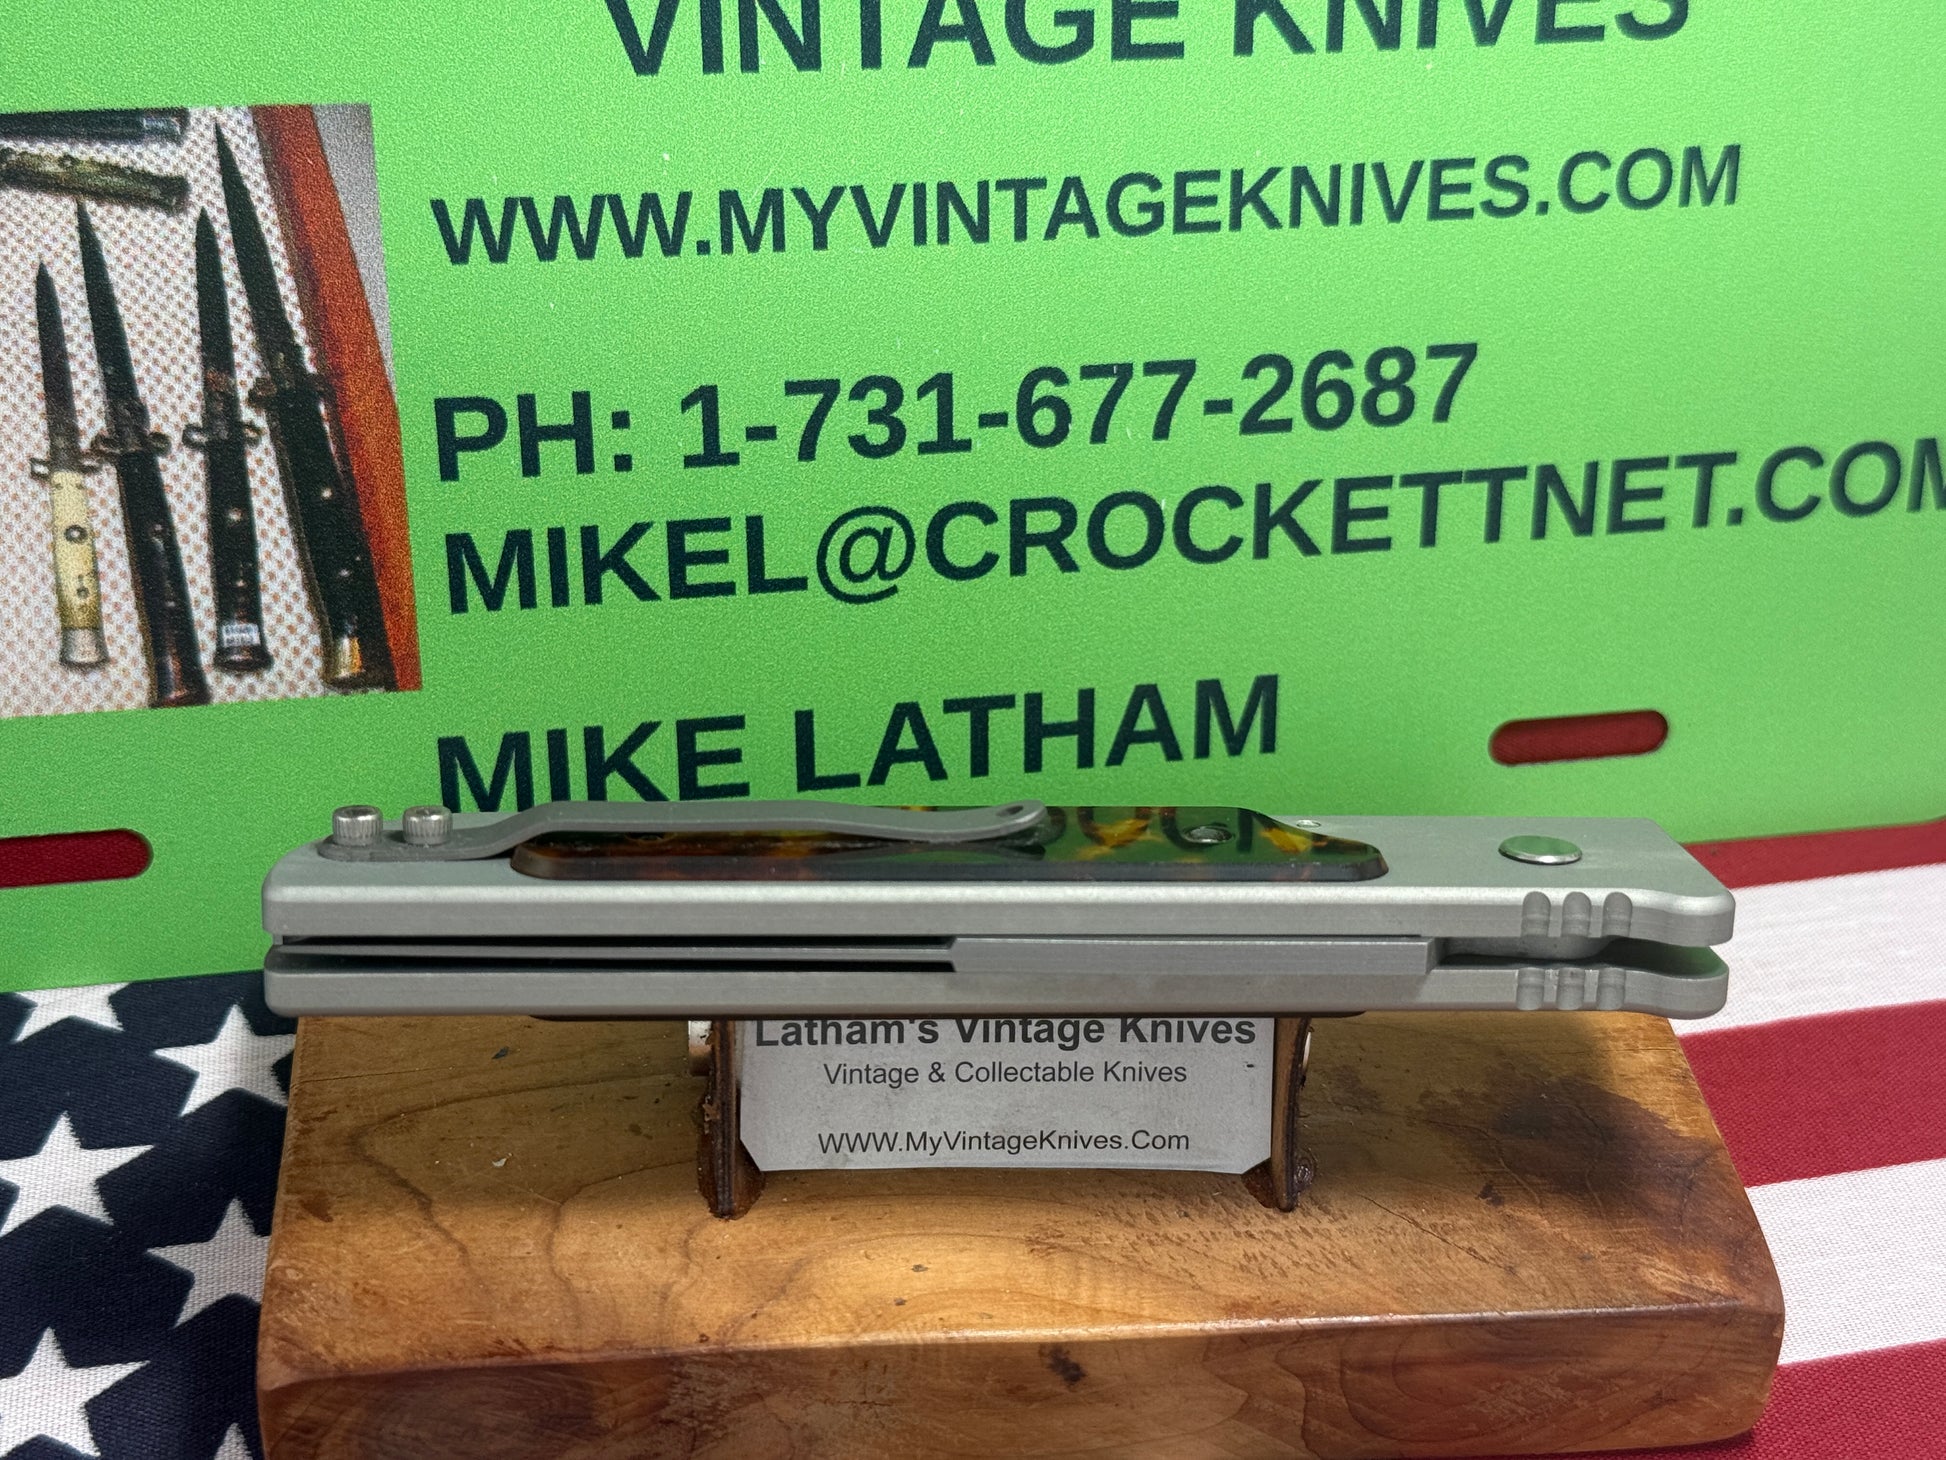 VINTAGE KNIVES
WWW.MYVINTAGEKNIVES.COM
PH: 1-731-677-2687
MIKEL@CROCKETTNET.COM
MIKE LATHAM
Latham's Vintage Knives
Vintage & Collectable Knives
WWW.MyVintageKnives.Com